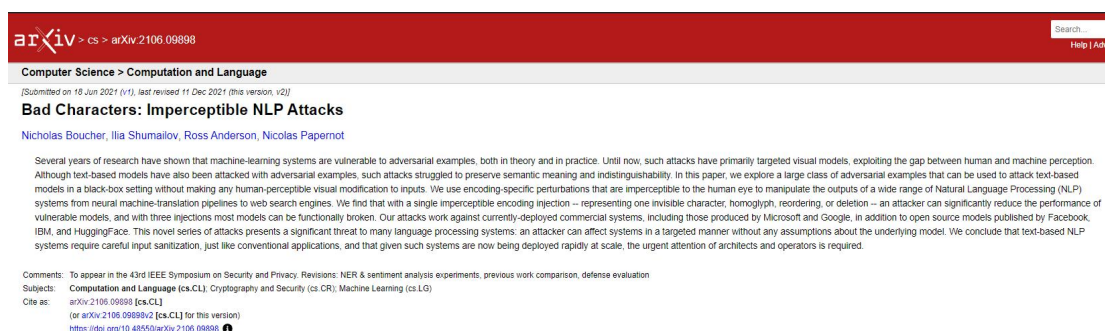 arXiv > cs > arXiv:2106.09898
Search...
Help | Ad
Computer Science > Computation and Language
[Submitted on 18 Jun 2021 (v1), last revised 11 Dec 2021 (this version, v2)]
Bad Characters: Imperceptible NLP Attacks
Nicholas Boucher, Ilia Shumailov, Ross Anderson, Nicolas Papernot
Several years of research have shown that machine-learning systems are vulnerable to adversarial examples, both in theory and in practice. Until now, such attacks have primarily targeted visual models, exploiting the gap between human and machine perception.
Although text-based models have also been attacked with adversarial examples, such attacks struggled to preserve semantic meaning and indistinguishability. In this paper, we explore a large class of adversarial examples that can be used to attack text-based
models in a black-box setting without making any human-perceptible visual modification to inputs. We use encoding-specific perturbations that are imperceptible to the human eye to manipulate the outputs of a wide range of Natural Language Processing (NLP)
systems from neural machine-translation pipelines to web search engines. We find that with a single imperceptible encoding injection -- representing one invisible character, homoglyph, reordering, or deletion -- an attacker can significantly reduce the performance of
vulnerable models, and with three injections most models can be functionally broken. Our attacks work against currently-deployed commercial systems, including those produced by Microsoft and Google, in addition to open source models published by Facebook,
IBM, and HuggingFace. This novel series of attacks presents a significant threat to many language processing systems: an attacker can affect systems in a targeted manner without any assumptions about the underlying model. We conclude that text-based NLP
systems require careful input sanitization, just like conventional applications, and that given such systems are now being deployed rapidly at scale, the urgent attention of architects and operators is required.
Comments: To appear in the 43rd IEEE Symposium on Security and Privacy. Revisions: NER & sentiment analysis experiments, previous work comparison, defense evaluation
Subjects: Computation and Language (cs.CL); Cryptography and Security (cs.CR); Machine Learning (cs.LG)
Cite as: arXiv:2106.09898 [cs.CL]
(or arXiv:2106.09898v2 [cs.CL] for this version)
https://doi.org/10.48550/arXiv.2106.09898